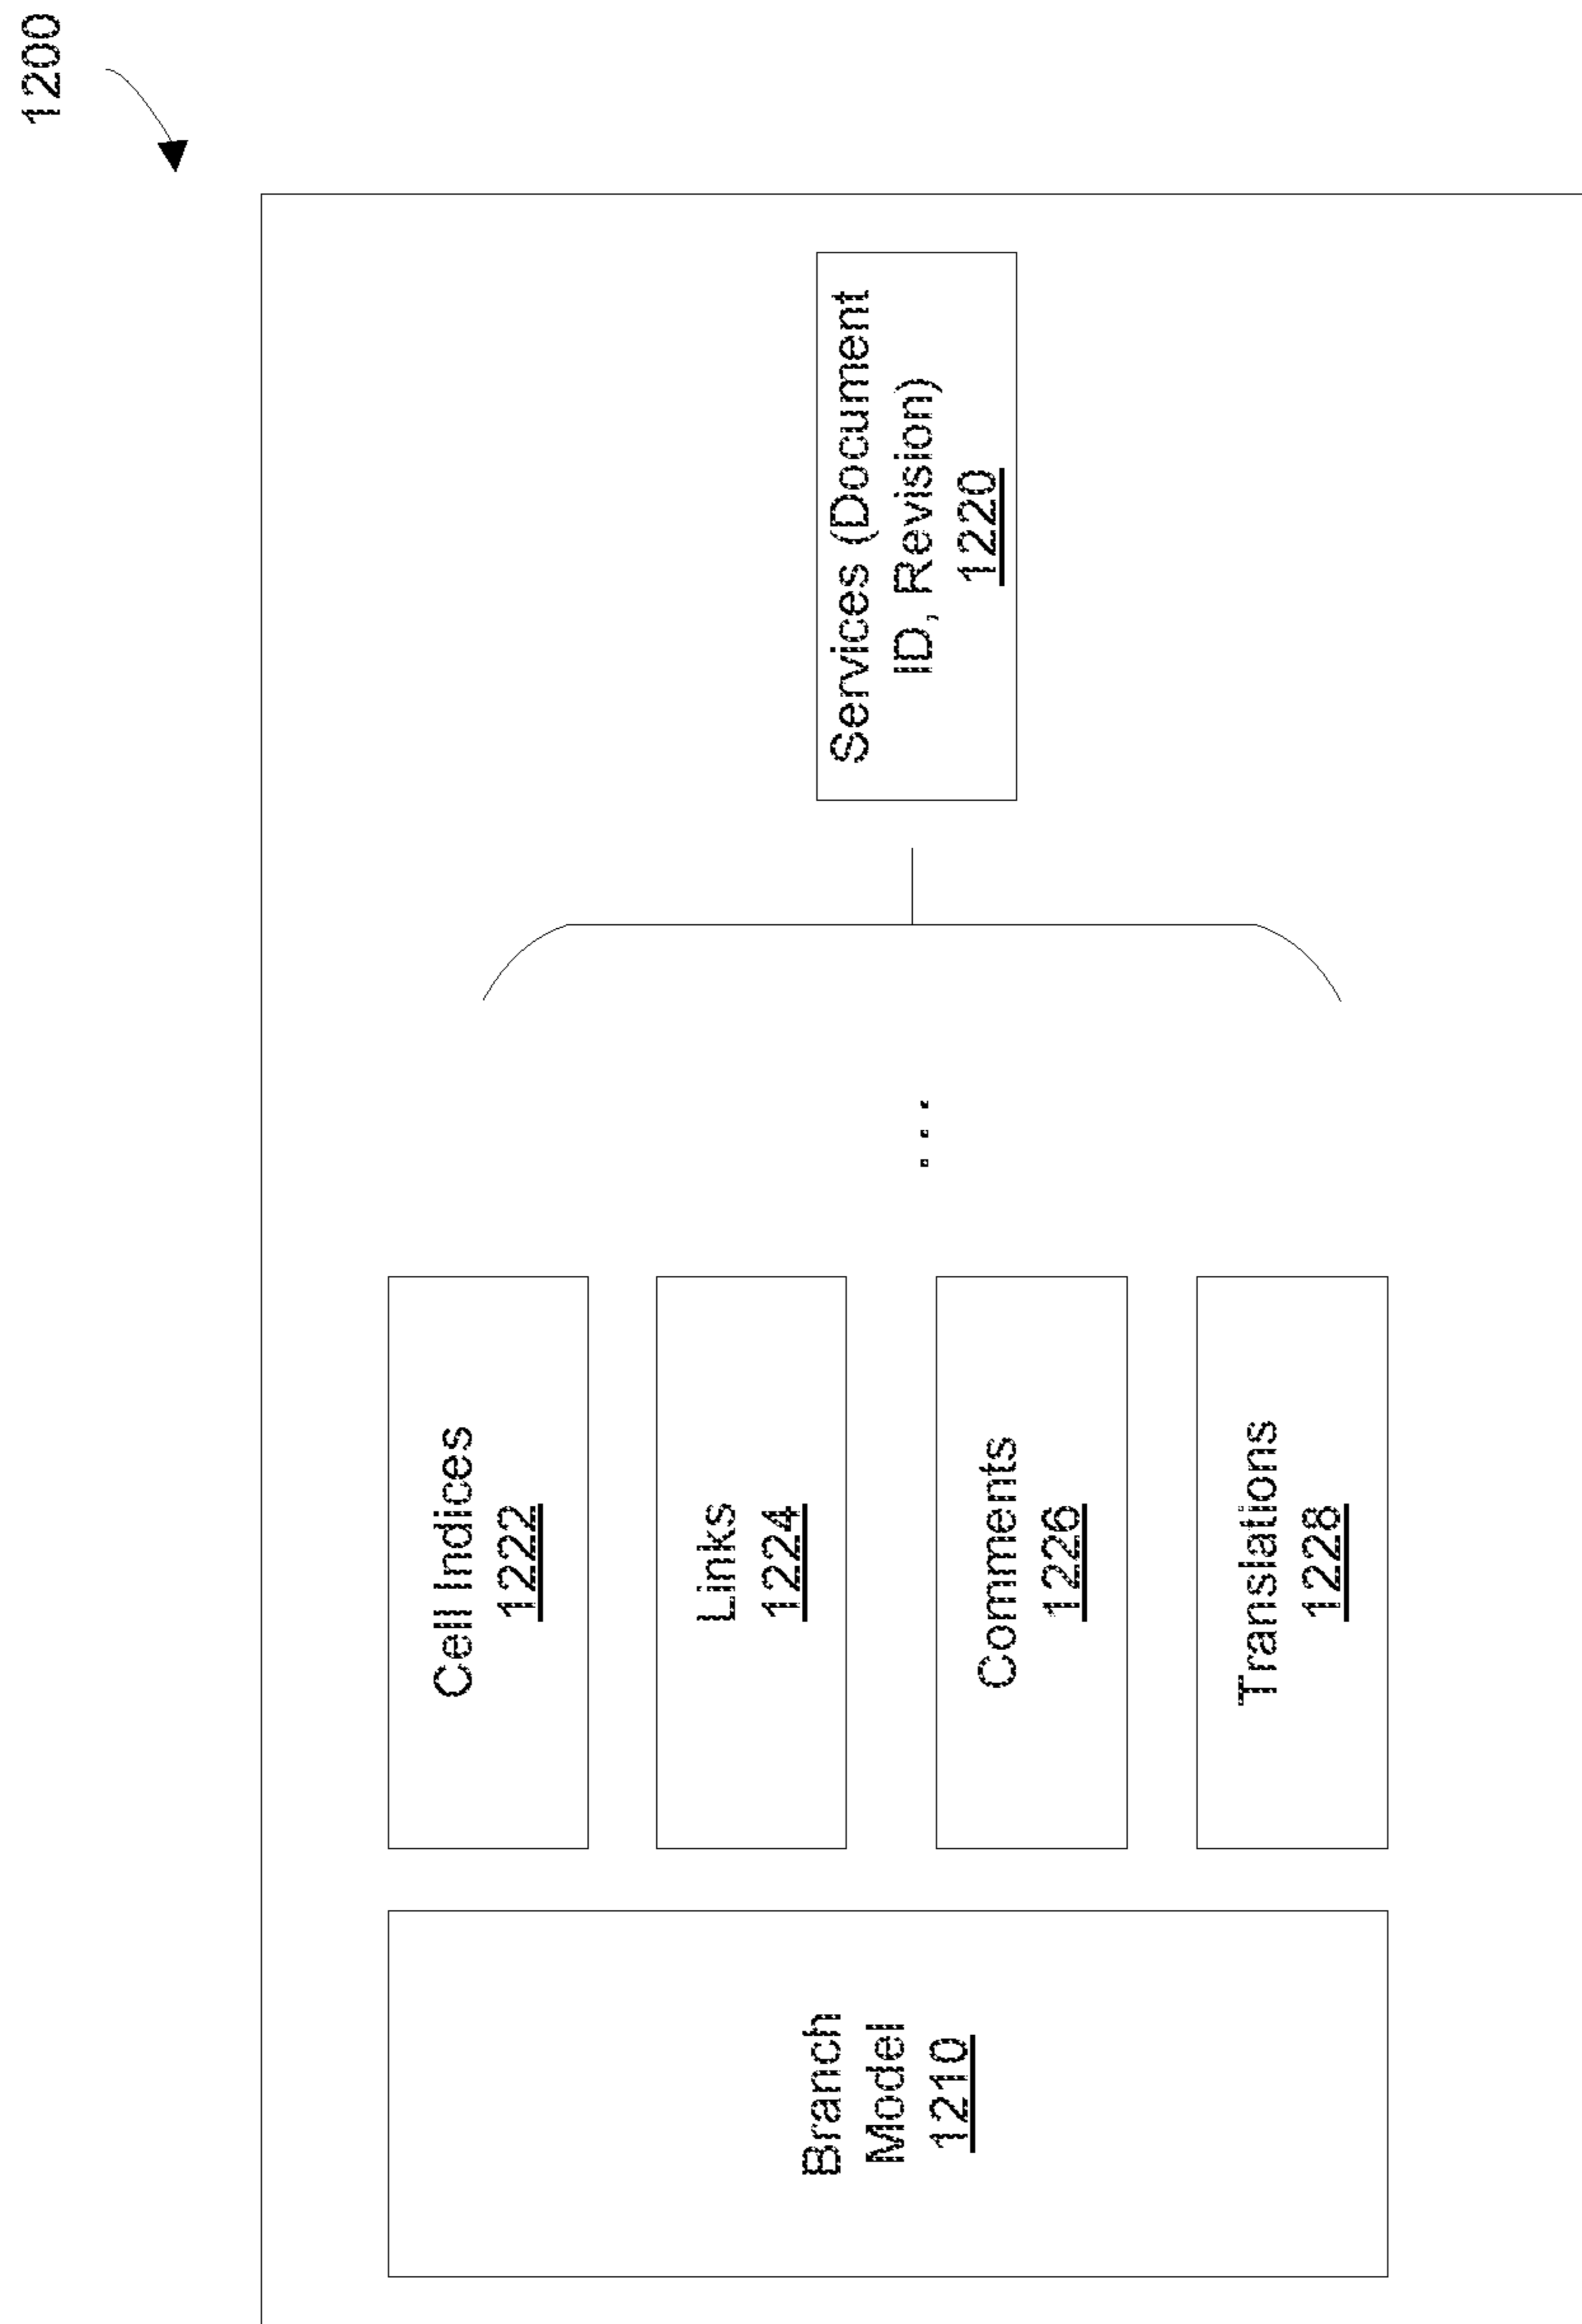 1200
Branch
Model
1210
Cell Indices
1222
Links
1224
Comments
1226
Translations
1228
...
Services (Document
ID, Revision)
1220